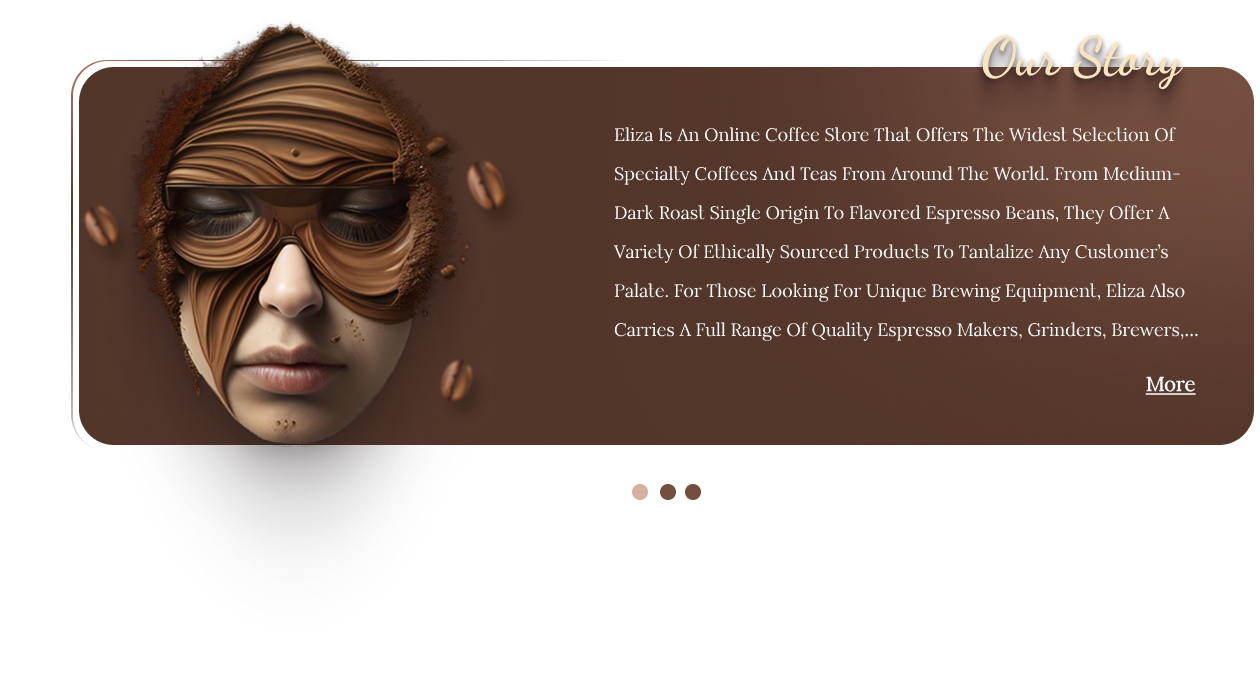 Our Story
Eliza Is An Online Coffee Store That Offers The Widest Selection Of
Specialty Coffees And Teas From Around The World. From Medium-
Dark Roast Single Origin To Flavored Espresso Beans, They Offer A
Variety Of Ethically Sourced Products To Tantalize Any Customer's
Palate. For Those Looking For Unique Brewing Equipment, Eliza Also
Carries A Full Range Of Quality Espresso Makers, Grinders, Brewers,...
More